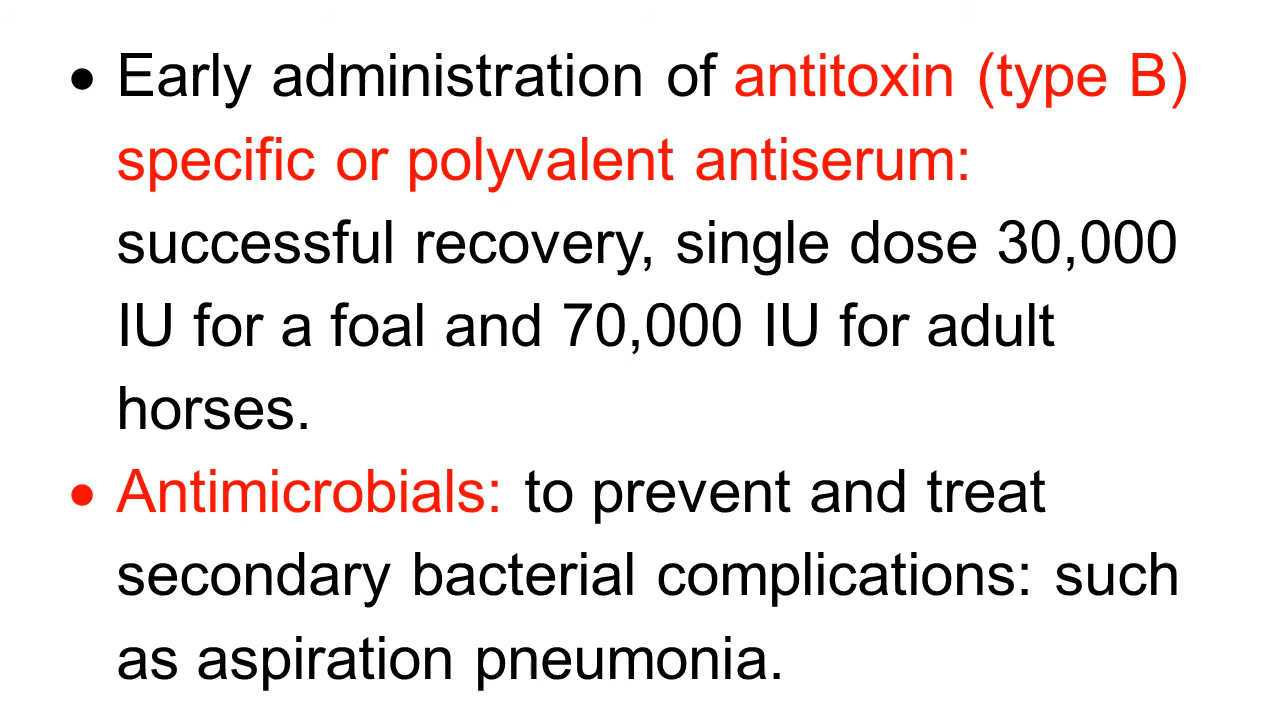 • Early administration of antitoxin (type B)
specific or polyvalent antiserum:
successful recovery, single dose 30,000
IU for a foal and 70,000 IU for adult
horses.
• Antimicrobials: to prevent and treat
secondary bacterial complications: such
as aspiration pneumonia.